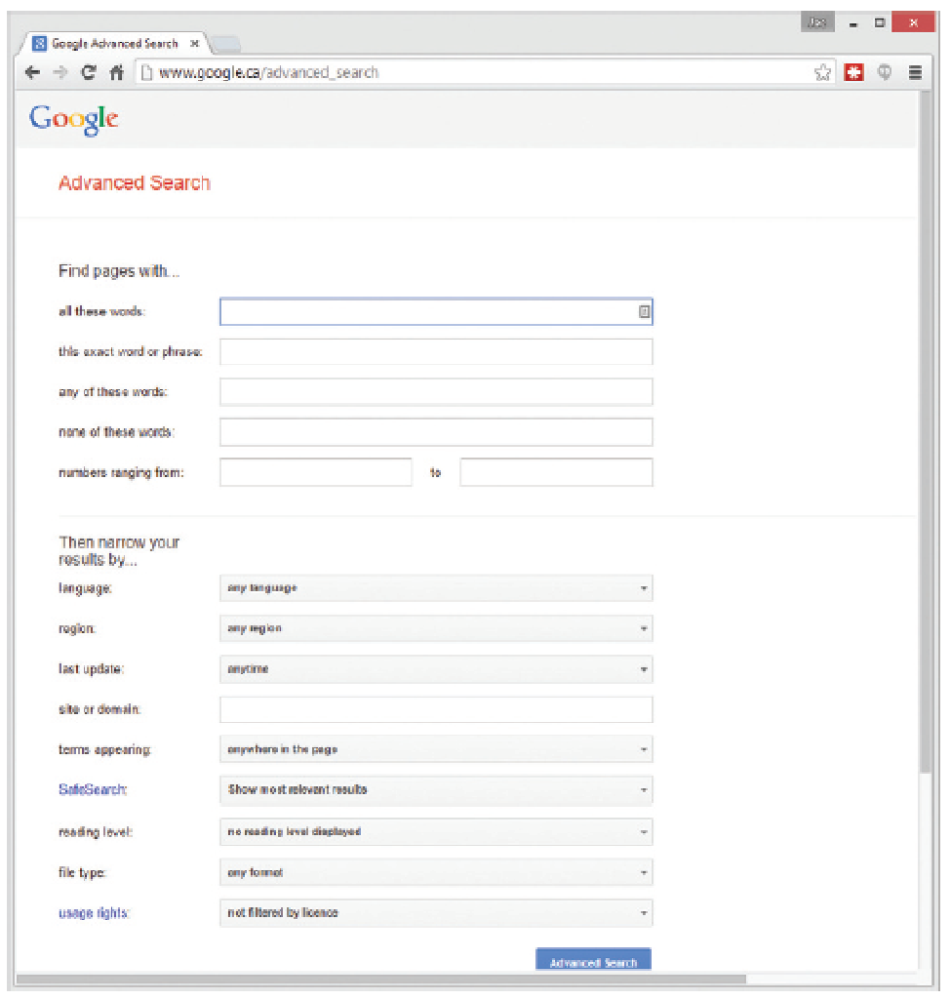 Google Advanced Search
www.google.ca/advanced_search
Google
Advanced Search
Find pages with...
all these words:
this exact word or phrase:
any of these words:
none of these words:
numbers ranging from: to
Then narrow your
results by...
language: any language
region: any region
last update: anytime
site or domain:
terms appearing: anywhere in the page
SafeSearch: Show most relevant results
reading level: no reading level displayed
file type: any format
usage rights: not filtered by licence
Advanced Search